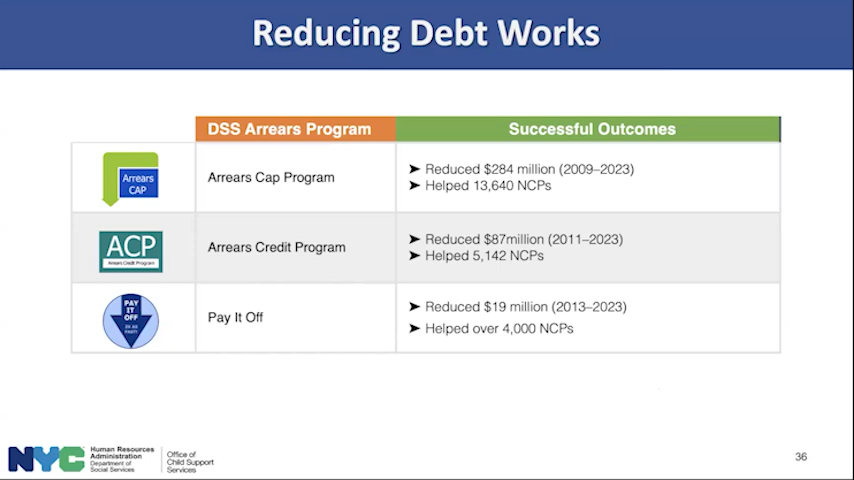 Reducing Debt Works
DSS Arrears Program
Successful Outcomes
Arrears
CAP
Arrears Cap Program
➤ Reduced $284 million (2009–2023)
➤ Helped 13,640 NCPs
ACP
Arrears Credit Program
Arrears Credit Program
➤ Reduced $87million (2011–2023)
➤ Helped 5,142 NCPs
PAY
IT
OFF
2X AS
FAST!
Pay It Off
➤ Reduced $19 million (2013–2023)
➤ Helped over 4,000 NCPs
NYC
Human Resources
Administration
Department of
Social Services
Office of
Child Support
Services
36